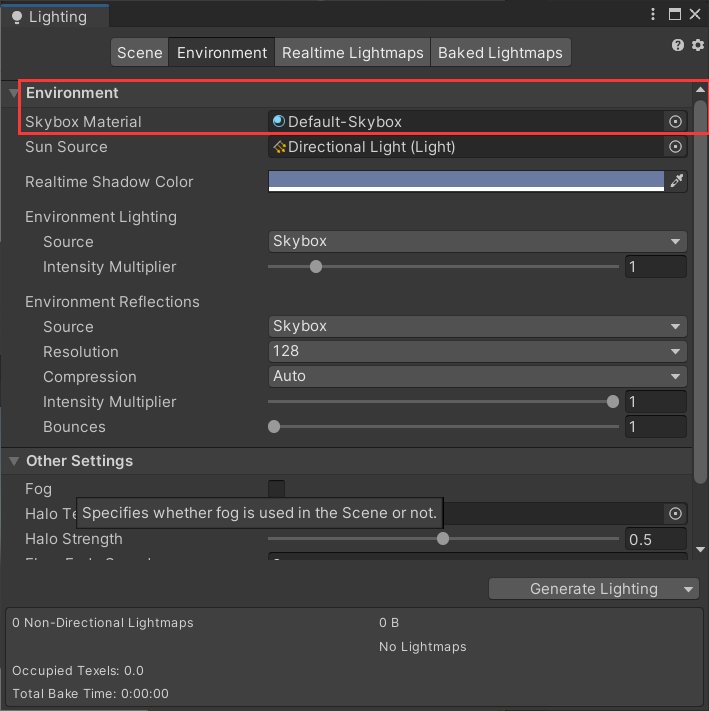 Lighting
Scene Environment Realtime Lightmaps Baked Lightmaps
Environment
Skybox Material Default-Skybox
Sun Source Directional Light (Light)
Realtime Shadow Color
Environment Lighting
Source Skybox
Intensity Multiplier 1
Environment Reflections
Source Skybox
Resolution 128
Compression Auto
Intensity Multiplier 1
Bounces 1
Other Settings
Fog
Halo Te
Specifies whether fog is used in the Scene or not.
Halo Strength 0.5
Generate Lighting
0 Non-Directional Lightmaps 0 B
No Lightmaps
Occupied Texels: 0.0
Total Bake Time: 0:00:00